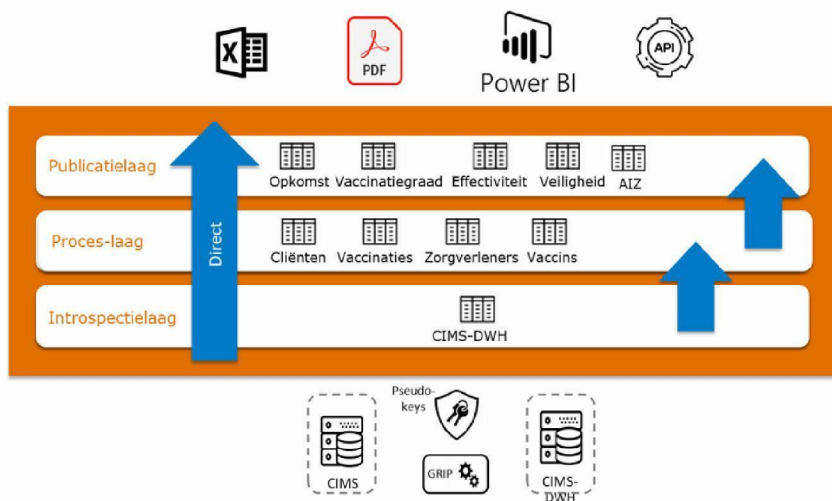 X
PDF
Power BI
API
Publicatielaag
Opkomst Vaccinatiegraad Effectiviteit Veiligheid AIZ
Direct
Proces-laag
Cliënten Vaccinaties Zorgverleners Vaccins
Introspectielaag
CIMS-DWH
Pseudo-
keys
GRIP
CIMS
CIMS-
DWH